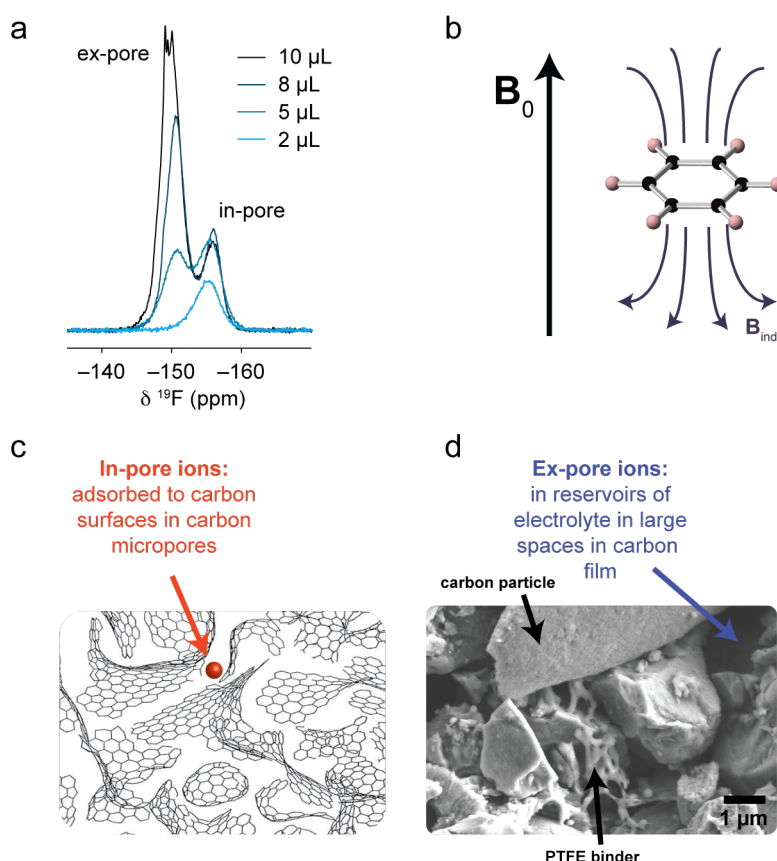 a
ex-pore
10 µL
8 µL
5 µL
2 µL
in-pore
–140 –150 –160
δ ¹⁹F (ppm)
b
B₀
Bind
c
In-pore ions:
adsorbed to carbon
surfaces in carbon
micropores
d
Ex-pore ions:
in reservoirs of
electrolyte in large
spaces in carbon
film
carbon particle
1 µm
PTFE binder